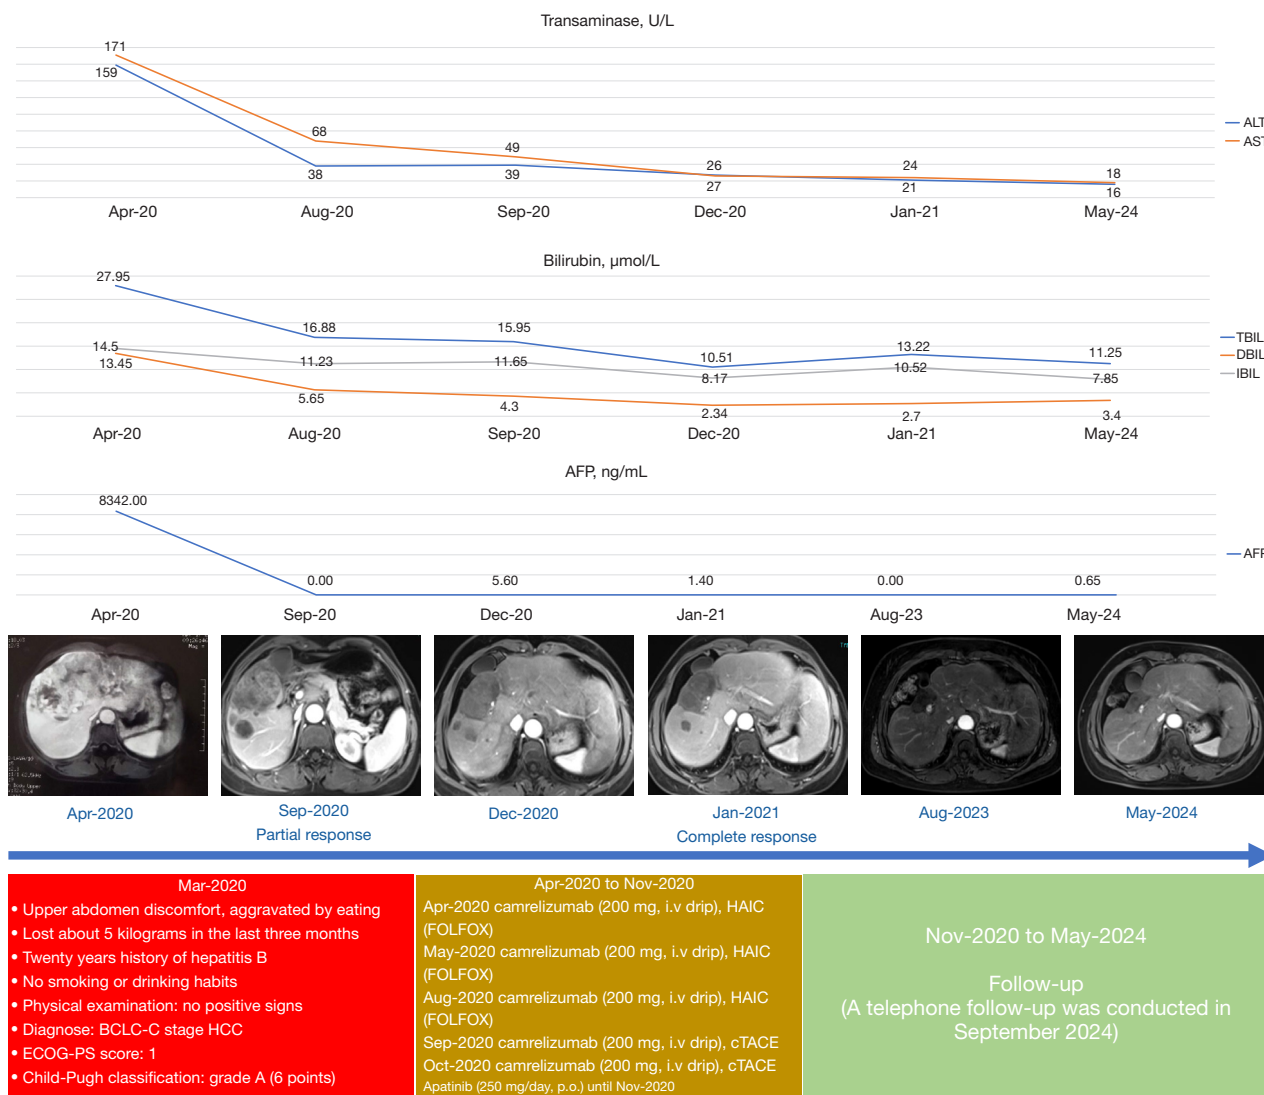 Transaminase, U/L
171
159
68
38
49
39
26
27
24
21
18
16
ALT
AST
Apr-20 Aug-20 Sep-20 Dec-20 Jan-21 May-24
Bilirubin, µmol/L
27.95
14.5
13.45
16.88
11.23
5.65
15.95
11.65
4.3
10.51
8.17
2.34
13.22
10.52
2.7
11.25
7.85
3.4
TBIL
DBIL
IBIL
Apr-20 Aug-20 Sep-20 Dec-20 Jan-21 May-24
AFP, ng/mL
8342.00 0.00 5.60 1.40 0.00 0.65
AFP
Apr-20 Sep-20 Dec-20 Jan-21 Aug-23 May-24
Apr-2020 Sep-2020 Dec-2020 Jan-2021 Aug-2023 May-2024
Partial response Complete response
Mar-2020
• Upper abdomen discomfort, aggravated by eating
• Lost about 5 kilograms in the last three months
• Twenty years history of hepatitis B
• No smoking or drinking habits
• Physical examination: no positive signs
• Diagnose: BCLC-C stage HCC
• ECOG-PS score: 1
• Child-Pugh classification: grade A (6 points)
Apr-2020 to Nov-2020
Apr-2020 camrelizumab (200 mg, i.v drip), HAIC
(FOLFOX)
May-2020 camrelizumab (200 mg, i.v drip), HAIC
(FOLFOX)
Aug-2020 camrelizumab (200 mg, i.v drip), HAIC
(FOLFOX)
Sep-2020 camrelizumab (200 mg, i.v drip), cTACE
Oct-2020 camrelizumab (200 mg, i.v drip), cTACE
Apatinib (250 mg/day, p.o.) until Nov-2020
Nov-2020 to May-2024
Follow-up
(A telephone follow-up was conducted in
September 2024)